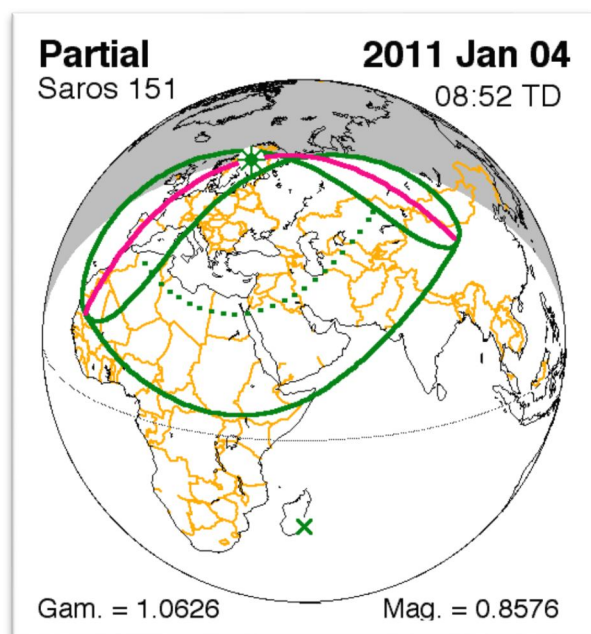 Partial
2011 Jan 04
Saros 151
08:52 TD
Gam. = 1.0626
Mag. = 0.8576